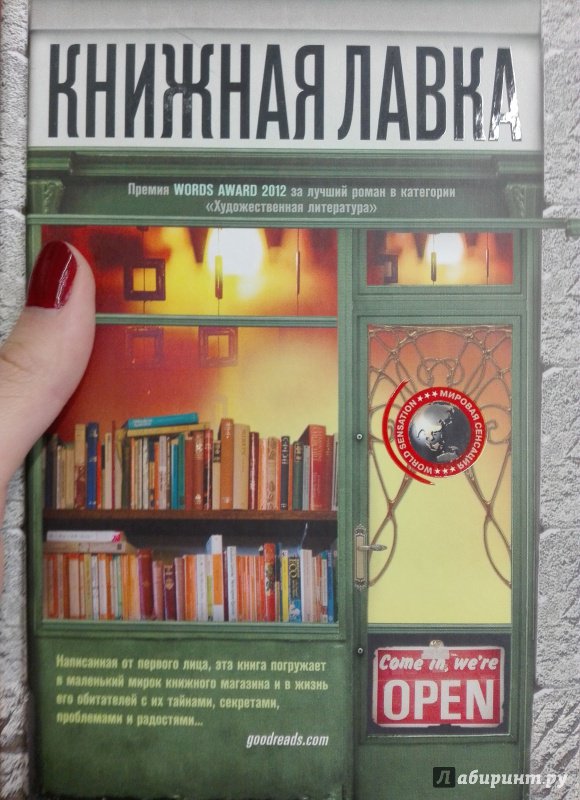 КНИЖНАЯ ЛАВКА
Премия WORDS AWARD 2012 за лучший роман в категории
«Художественная литература»
WORLD SENSATION ★★★ МИРОВАЯ СЕНСАЦИЯ ★★★
Написанная от первого лица, эта книга погружает
в маленький мирок книжного магазина и в жизнь
его обитателей с их тайнами, секретами,
проблемами и радостями...
goodreads.com
Come in, we're
OPEN
Лабиринт.ру